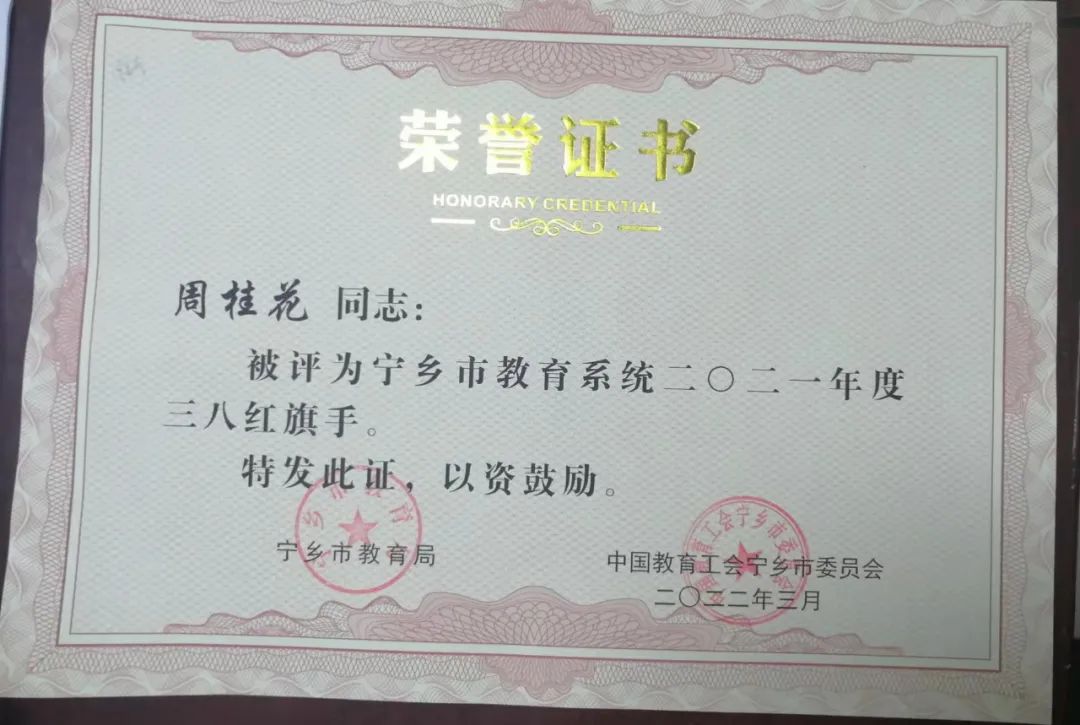 荣誉证书
HONORARY CREDENTIAL
周桂花 同志：
被评为宁乡市教育系统二〇二一年度
三八红旗手。
特发此证，以资鼓励。
宁乡市教育局
中国教育工会宁乡市委员会
二〇二二年三月